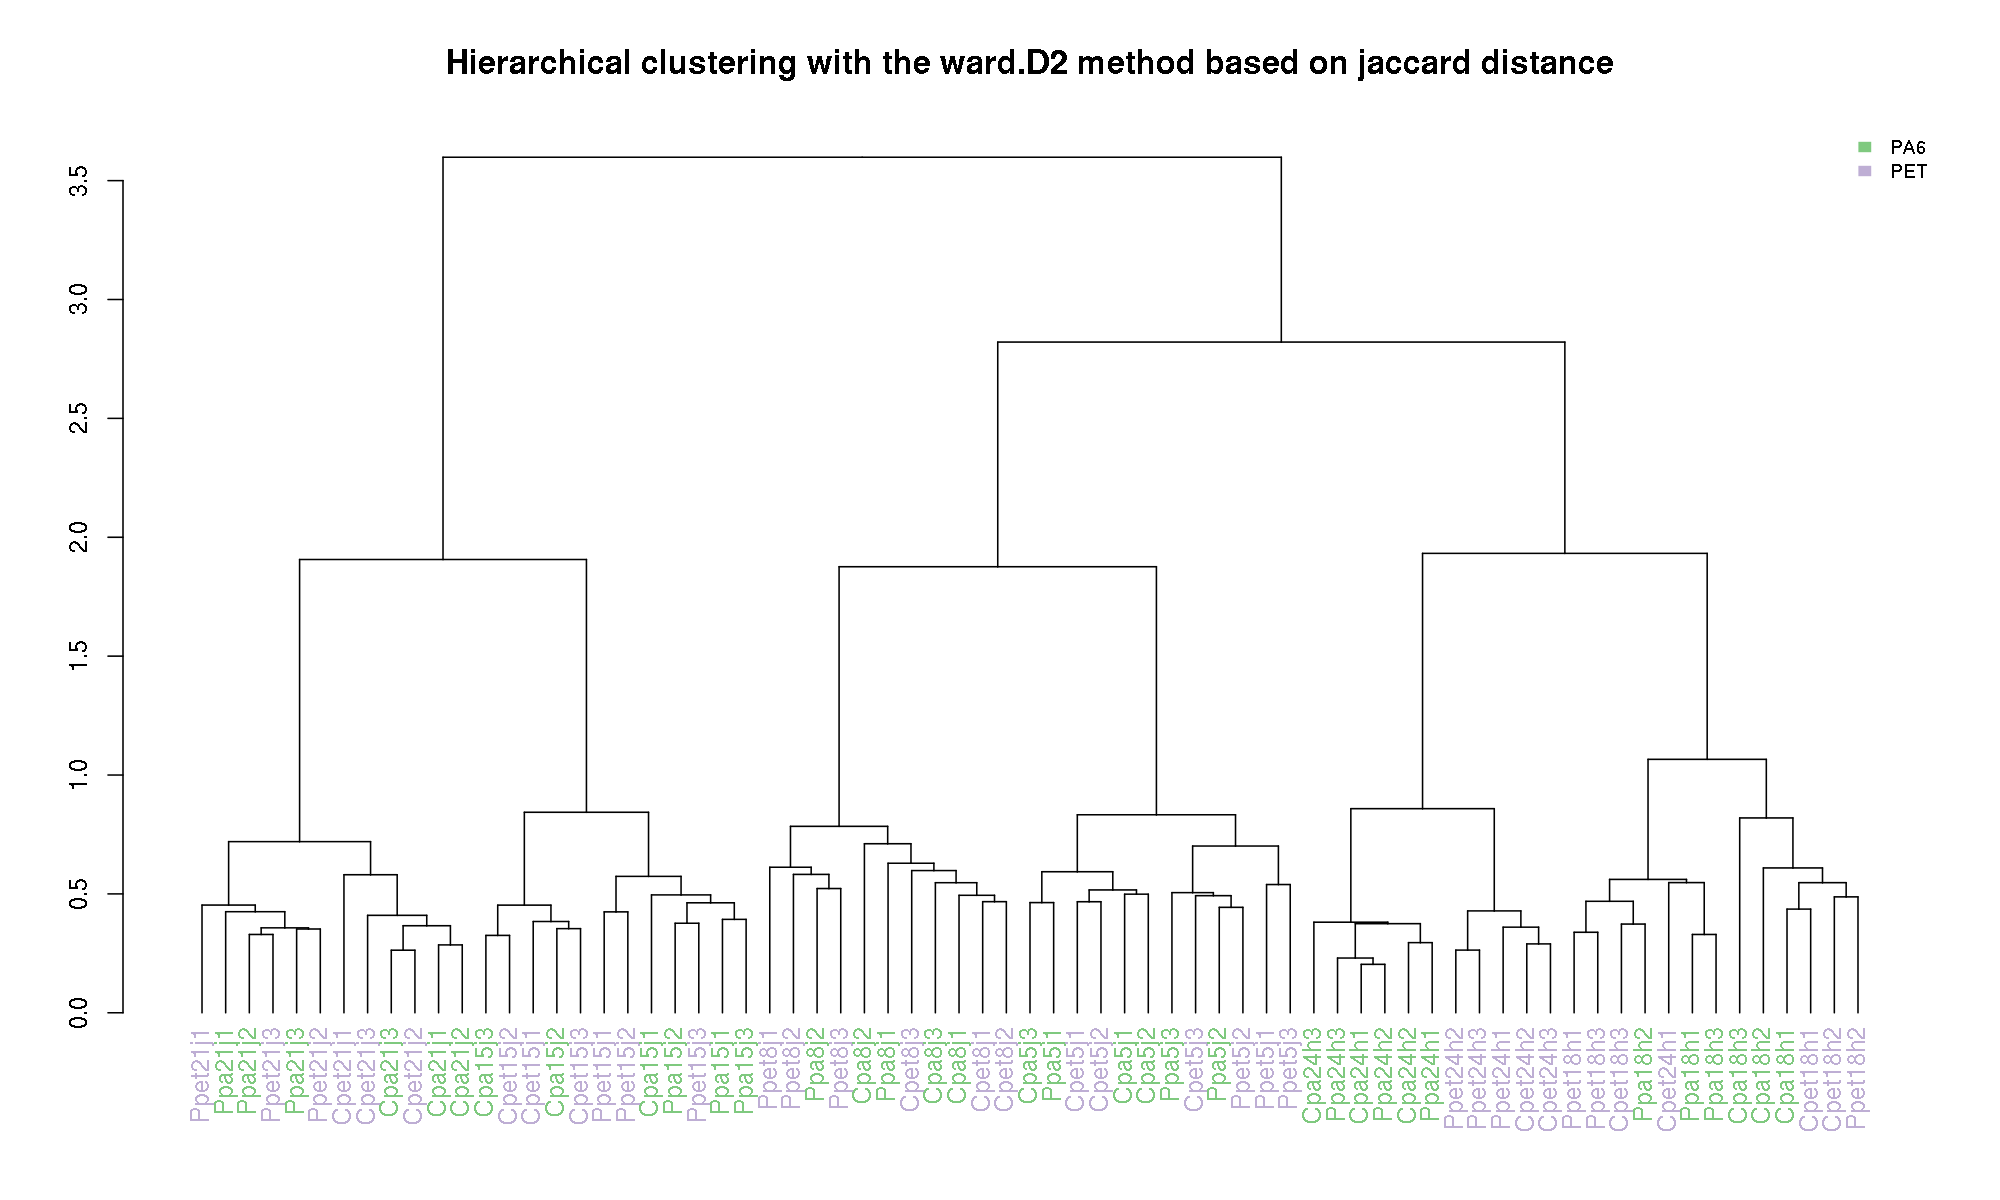 Hierarchical clustering with the ward.D2 method based on jaccard distance
PA6
PET
3.5
3.0
2.5
2.0
1.5
1.0
0.5
0.0
Ppet21j1
Ppa21j1
Ppa21j2
Ppet21j3
Ppa21j3
Ppet21j2
Cpet21j1
Cpet21j3
Cpa21j3
Cpet21j2
Cpa21j1
Cpa21j2
Cpa15j3
Cpet15j2
Cpet15j1
Cpa15j2
Cpet15j3
Ppet15j1
Ppet15j2
Cpa15j1
Ppa15j2
Ppet15j3
Ppa15j1
Ppa15j3
Ppet8j1
Ppet8j2
Ppa8j2
Ppet8j3
Cpa8j2
Ppa8j1
Cpet8j3
Cpa8j3
Cpa8j1
Cpet8j1
Cpet8j2
Cpa5j3
Ppa5j1
Cpet5j1
Cpet5j2
Cpa5j1
Cpa5j2
Ppa5j3
Cpet5j3
Ppa5j2
Ppet5j2
Ppet5j1
Ppet5j3
Cpa24h3
Ppa24h3
Cpa24h1
Ppa24h2
Cpa24h2
Ppa24h1
Ppet24h2
Ppet24h3
Ppet24h1
Cpet24h2
Cpet24h3
Ppet18h1
Ppet18h3
Cpet18h3
Ppa18h2
Cpet24h1
Ppa18h1
Ppa18h3
Cpa18h3
Cpa18h2
Cpa18h1
Cpet18h1
Cpet18h2
Ppet18h2